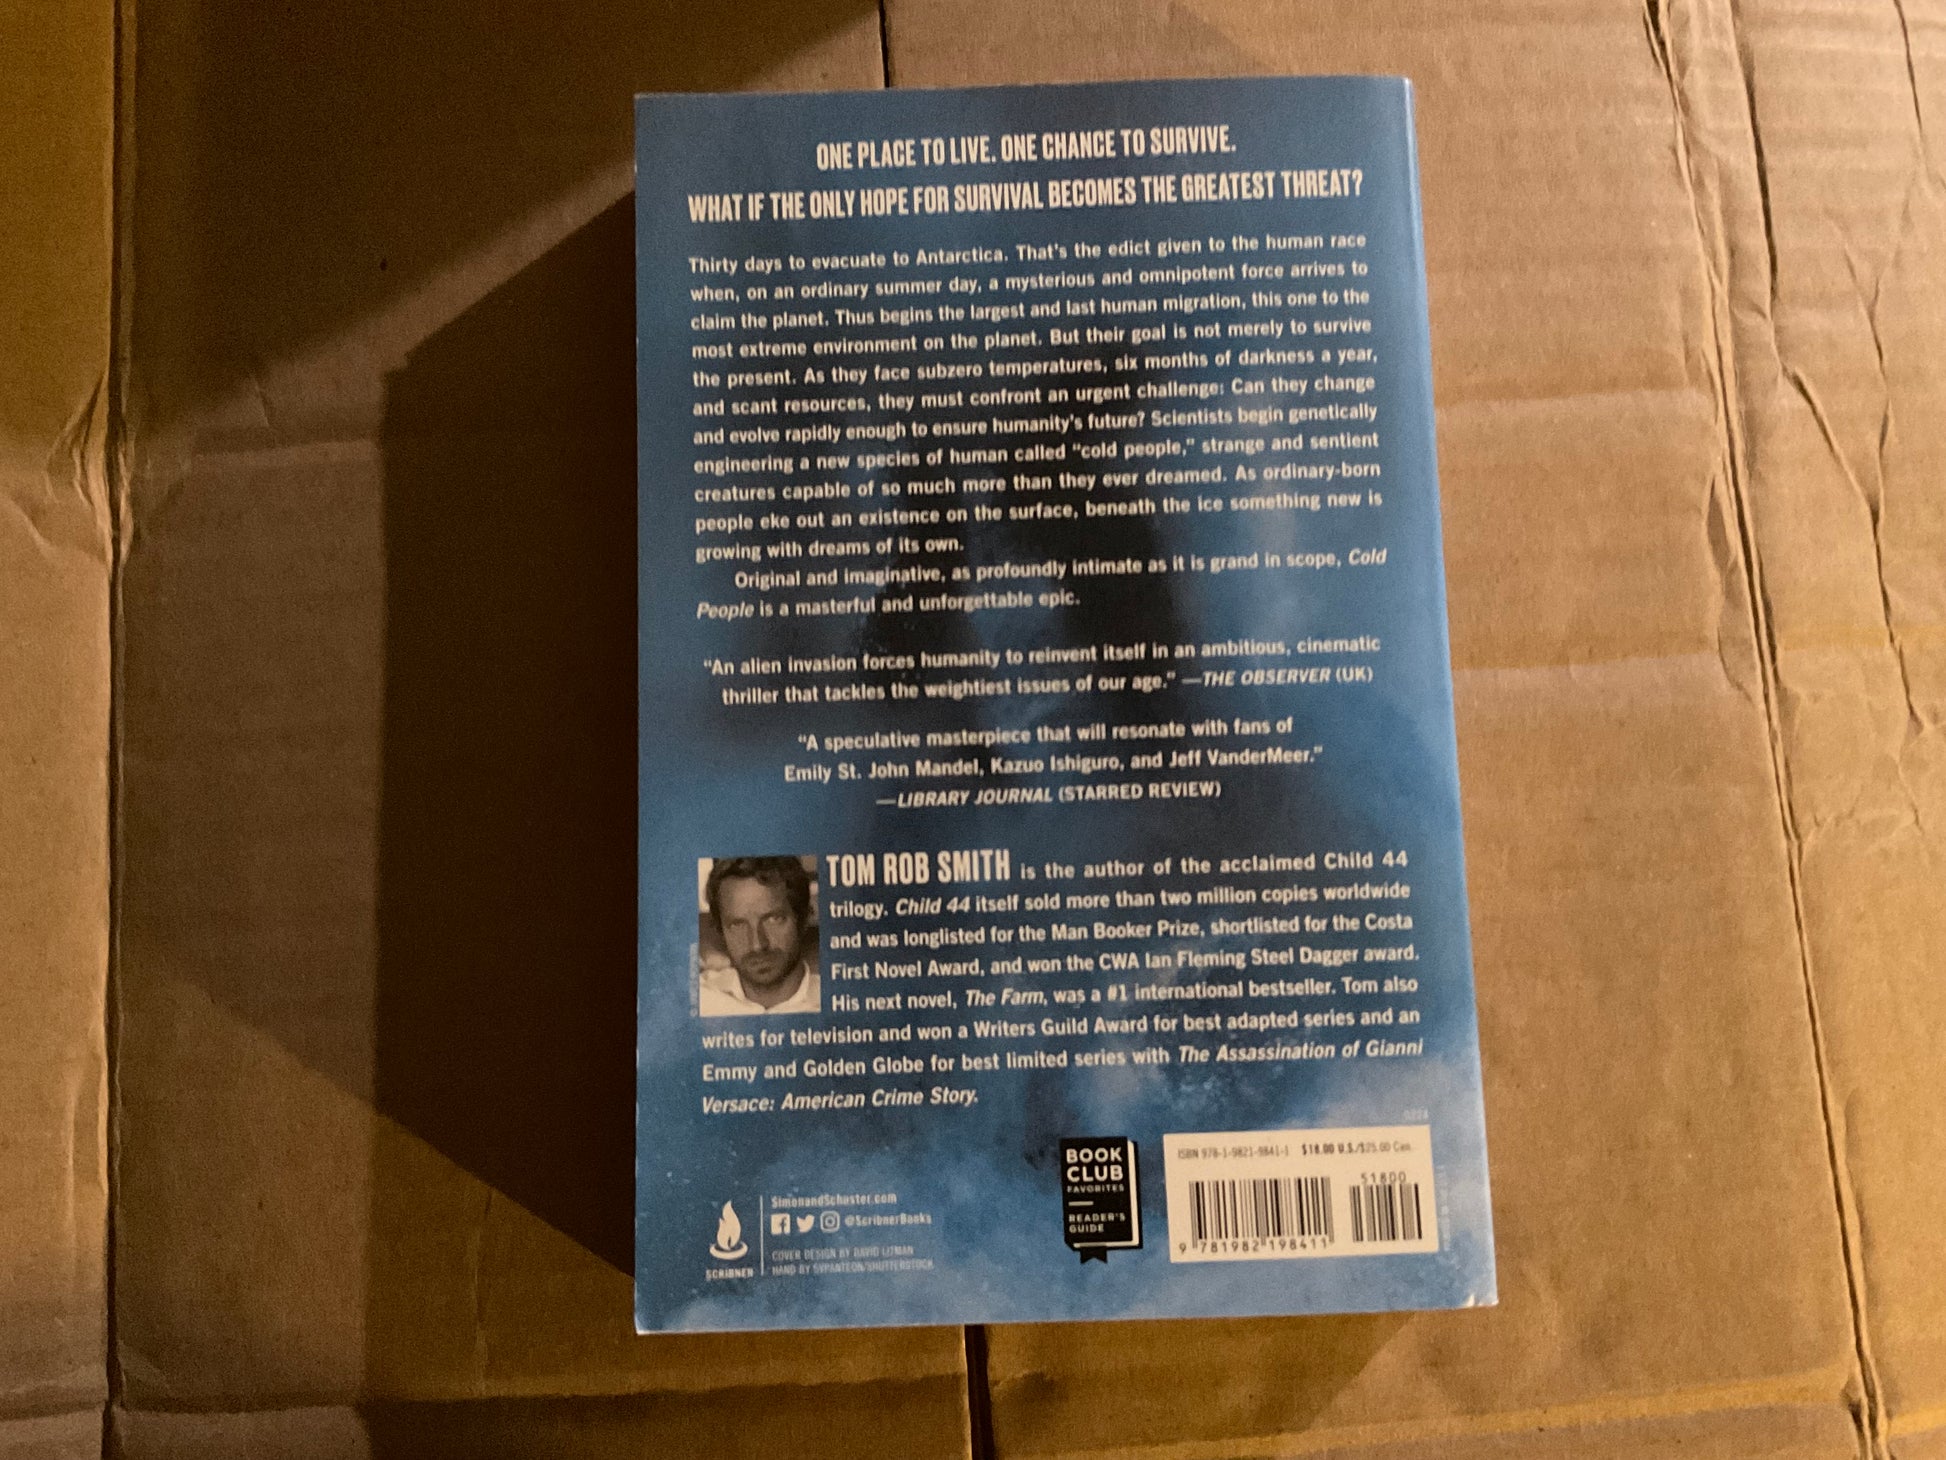 ONE PLACE TO LIVE. ONE CHANCE TO SURVIVE.
WHAT IF THE ONLY HOPE FOR SURVIVAL BECOMES THE GREATEST THREAT?
Thirty days to evacuate to Antarctica. That's the edict given to the human race
when, on an ordinary summer day, a mysterious and omnipotent force arrives to
claim the planet. Thus begins the largest and last human migration, this one to the
most extreme environment on the planet. But their goal is not merely to survive
the present. As they face subzero temperatures, six months of darkness a year,
and scant resources, they must confront an urgent challenge: Can they change
and evolve rapidly enough to ensure humanity's future? Scientists begin genetically
engineering a new species of human called "cold people," strange and sentient
creatures capable of so much more than they ever dreamed. As ordinary-born
people eke out an existence on the surface, beneath the ice something new is
growing with dreams of its own.
Original and imaginative, as profoundly intimate as it is grand in scope, Cold
People is a masterful and unforgettable epic.
"An alien invasion forces humanity to reinvent itself in an ambitious, cinematic
thriller that tackles the weightiest issues of our age." —THE OBSERVER (UK)
"A speculative masterpiece that will resonate with fans of
Emily St. John Mandel, Kazuo Ishiguro, and Jeff VanderMeer."
—LIBRARY JOURNAL (STARRED REVIEW)
TOM ROB SMITH is the author of the acclaimed Child 44
trilogy. Child 44 itself sold more than two million copies worldwide
and was longlisted for the Man Booker Prize, shortlisted for the Costa
First Novel Award, and won the CWA Ian Fleming Steel Dagger award.
His next novel, The Farm, was a #1 international bestseller. Tom also
writes for television and won a Writers Guild Award for best adapted series and an
Emmy and Golden Globe for best limited series with The Assassination of Gianni
Versace: American Crime Story.
SCRIBNER
SimonandSchuster.com
@ScribnerBooks
COVER DESIGN BY DAVID LITMAN
HAND BY SVPANTEON/SHUTTERSTOCK
BOOK
CLUB
FAVORITES
READER'S
GUIDE
ISBN 978-1-9821-9841-1 $18.00 U.S./$25.00 Can.
51800
9 781982 198411